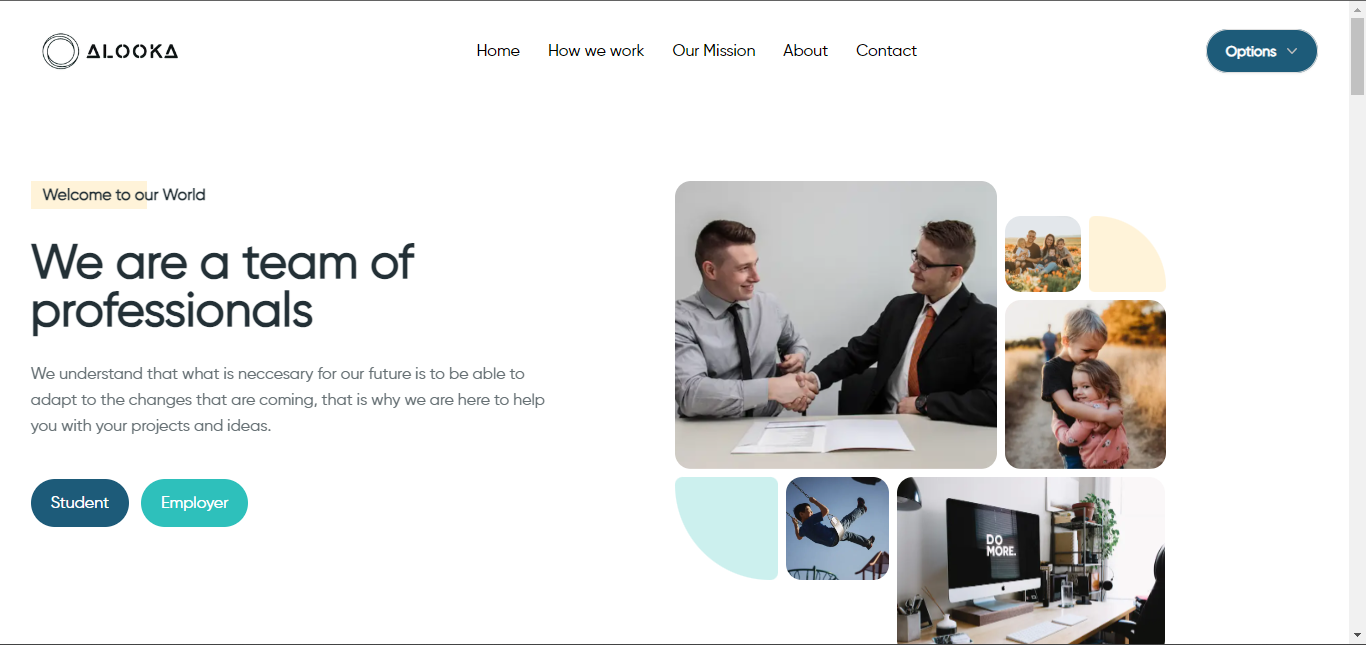 ALOOKA
Home How we work Our Mission About Contact
Options
Welcome to our World
We are a team of
professionals
We understand that what is neccesary for our future is to be able to
adapt to the changes that are coming, that is why we are here to help
you with your projects and ideas.
Student Employer
DO
MORE.